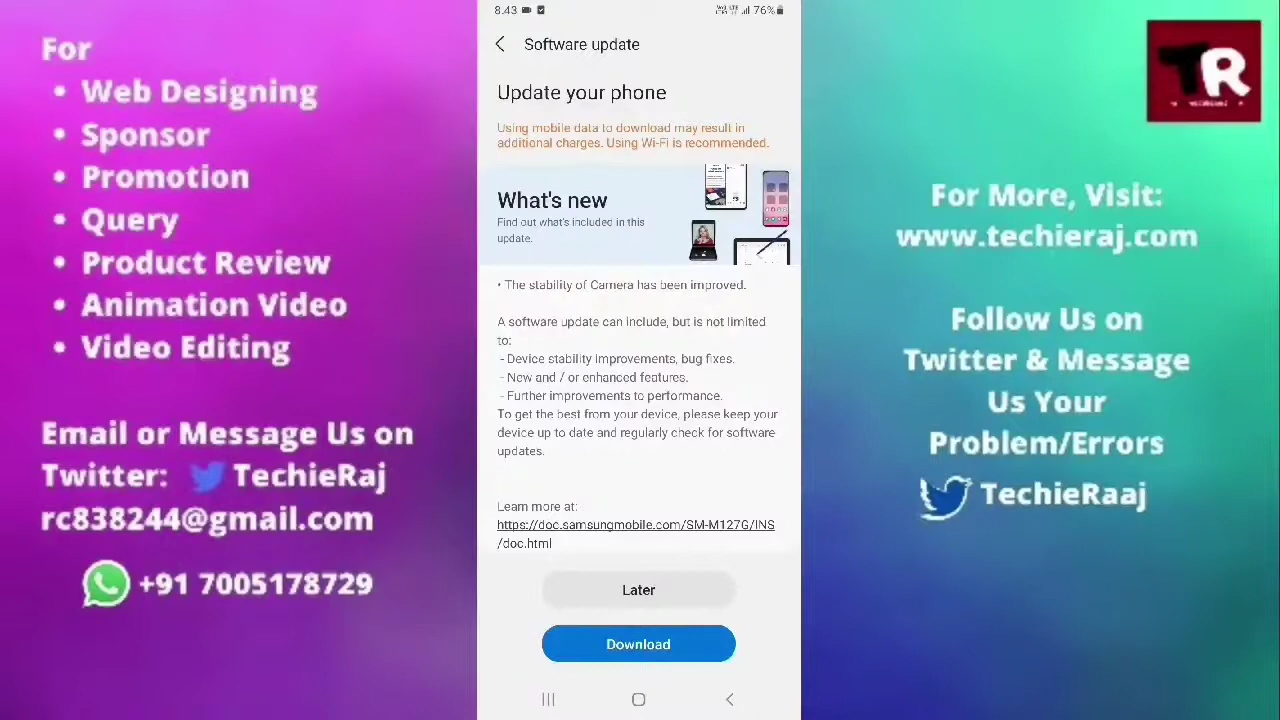 For
• Web Designing
• Sponsor
• Promotion
• Query
• Product Review
• Animation Video
• Video Editing
Email or Message Us on
Twitter: TechieRaj
rc838244@gmail.com
+91 7005178729
8.43
76%
Software update
Update your phone
Using mobile data to download may result in
additional charges. Using Wi-Fi is recommended.
What's new
Find out what's included in this
update.
• The stability of Camera has been improved.
A software update can include, but is not limited
to:
- Device stability improvements, bug fixes.
- New and / or enhanced features.
- Further improvements to performance.
To get the best from your device, please keep your
device up to date and regularly check for software
updates.
Learn more at:
https://doc.samsungmobile.com/SM-M127G/INS
/doc.html
Later
Download
TR
For More, Visit:
www.techieraj.com
Follow Us on
Twitter & Message
Us Your
Problem/Errors
TechieRaaj